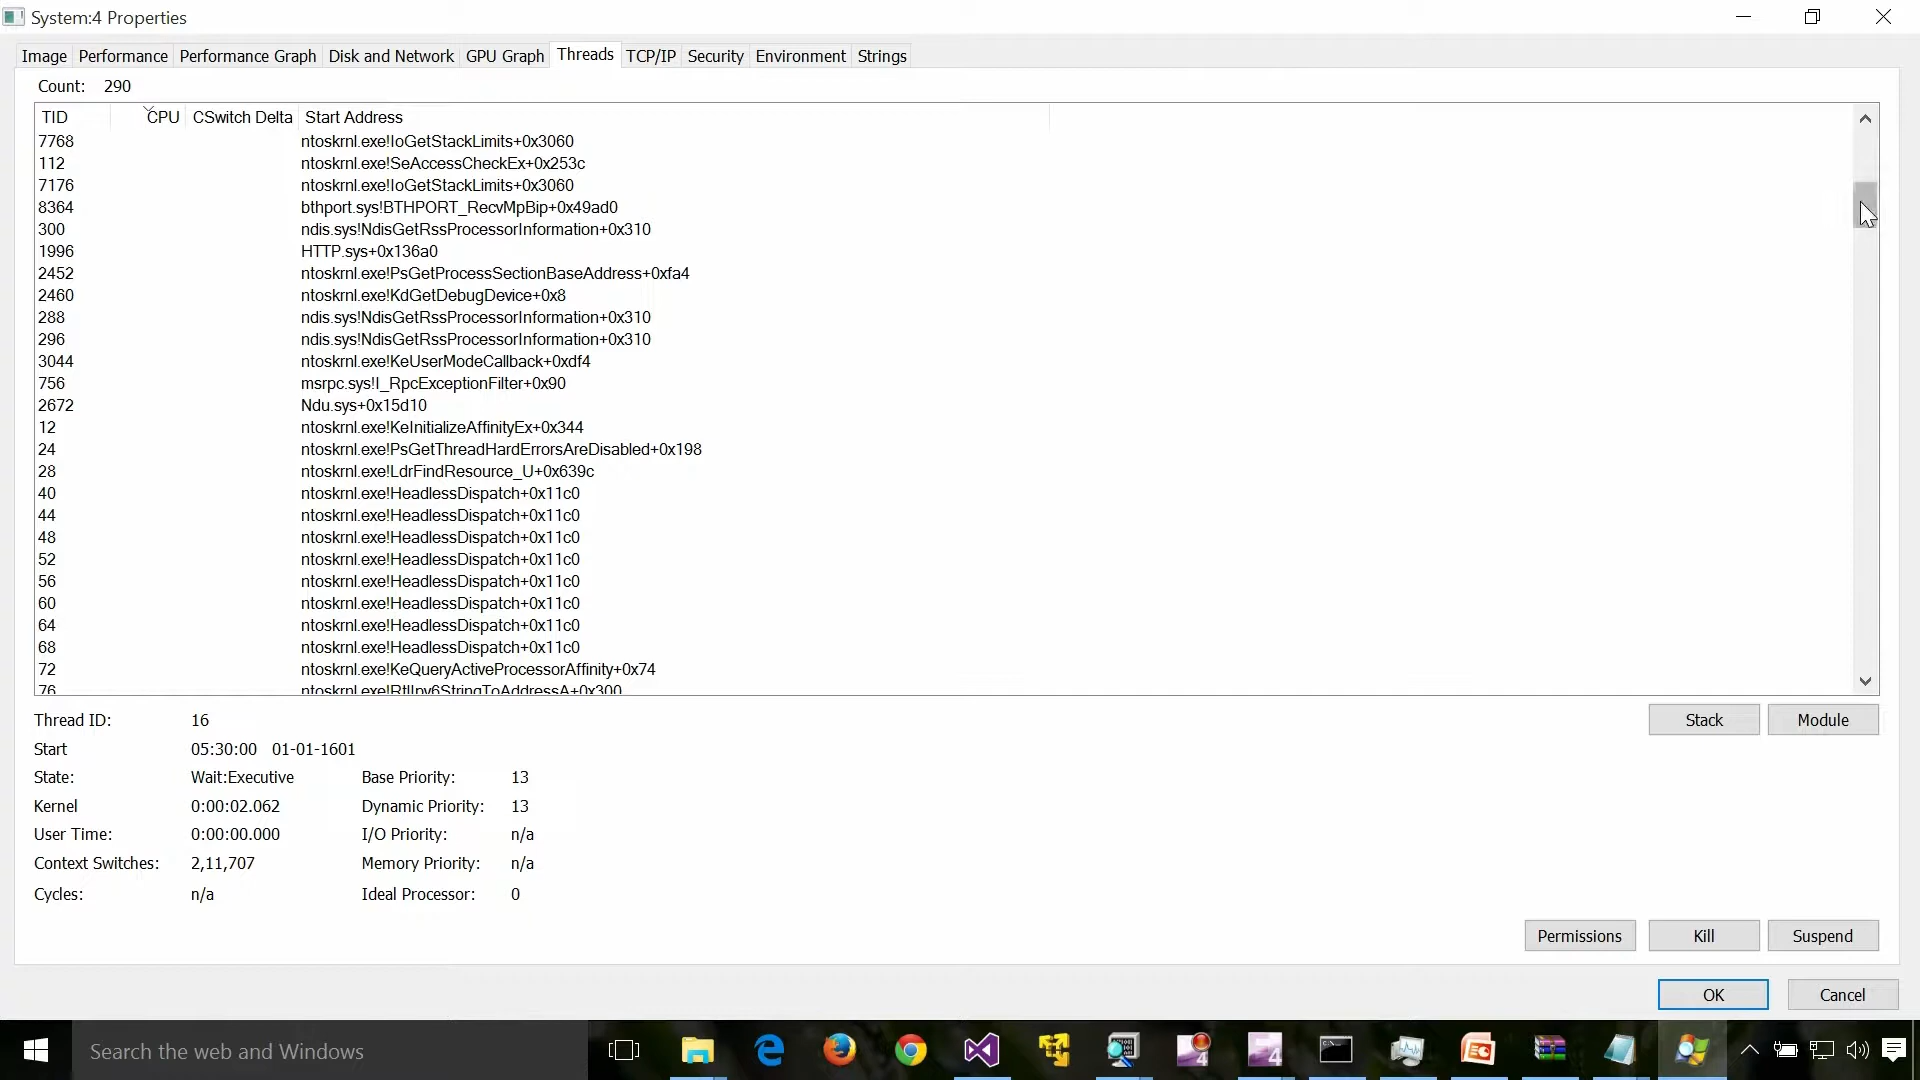 System:4 Properties
Image Performance Performance Graph Disk and Network GPU Graph Threads TCP/IP Security Environment Strings
Count: 290
TID CPU CSwitch Delta Start Address
7768 ntoskrnl.exe!IoGetStackLimits+0x3060
112 ntoskrnl.exe!SeAccessCheckEx+0x253c
7176 ntoskrnl.exe!IoGetStackLimits+0x3060
8364 bthport.sys!BTHPORT_RecvMpBip+0x49ad0
300 ndis.sys!NdisGetRssProcessorInformation+0x310
1996 HTTP.sys+0x136a0
2452 ntoskrnl.exe!PsGetProcessSectionBaseAddress+0xfa4
2460 ntoskrnl.exe!KdGetDebugDevice+0x8
288 ndis.sys!NdisGetRssProcessorInformation+0x310
296 ndis.sys!NdisGetRssProcessorInformation+0x310
3044 ntoskrnl.exe!KeUserModeCallback+0xdf4
756 msrpc.sys!I_RpcExceptionFilter+0x90
2672 Ndu.sys+0x15d10
12 ntoskrnl.exe!KeInitializeAffinityEx+0x344
24 ntoskrnl.exe!PsGetThreadHardErrorsAreDisabled+0x198
28 ntoskrnl.exe!LdrFindResource_U+0x639c
40 ntoskrnl.exe!HeadlessDispatch+0x11c0
44 ntoskrnl.exe!HeadlessDispatch+0x11c0
48 ntoskrnl.exe!HeadlessDispatch+0x11c0
52 ntoskrnl.exe!HeadlessDispatch+0x11c0
56 ntoskrnl.exe!HeadlessDispatch+0x11c0
60 ntoskrnl.exe!HeadlessDispatch+0x11c0
64 ntoskrnl.exe!HeadlessDispatch+0x11c0
68 ntoskrnl.exe!HeadlessDispatch+0x11c0
72 ntoskrnl.exe!KeQueryActiveProcessorAffinity+0x74
76 ntoskrnl.exe!RtlIpv6StringToAddressA+0x300
Thread ID: 16 Stack Module
Start 05:30:00 01-01-1601
State: Wait:Executive Base Priority: 13
Kernel 0:00:02.062 Dynamic Priority: 13
User Time: 0:00:00.000 I/O Priority: n/a
Context Switches: 2,11,707 Memory Priority: n/a
Cycles: n/a Ideal Processor: 0
Permissions Kill Suspend
OK Cancel
Search the web and Windows